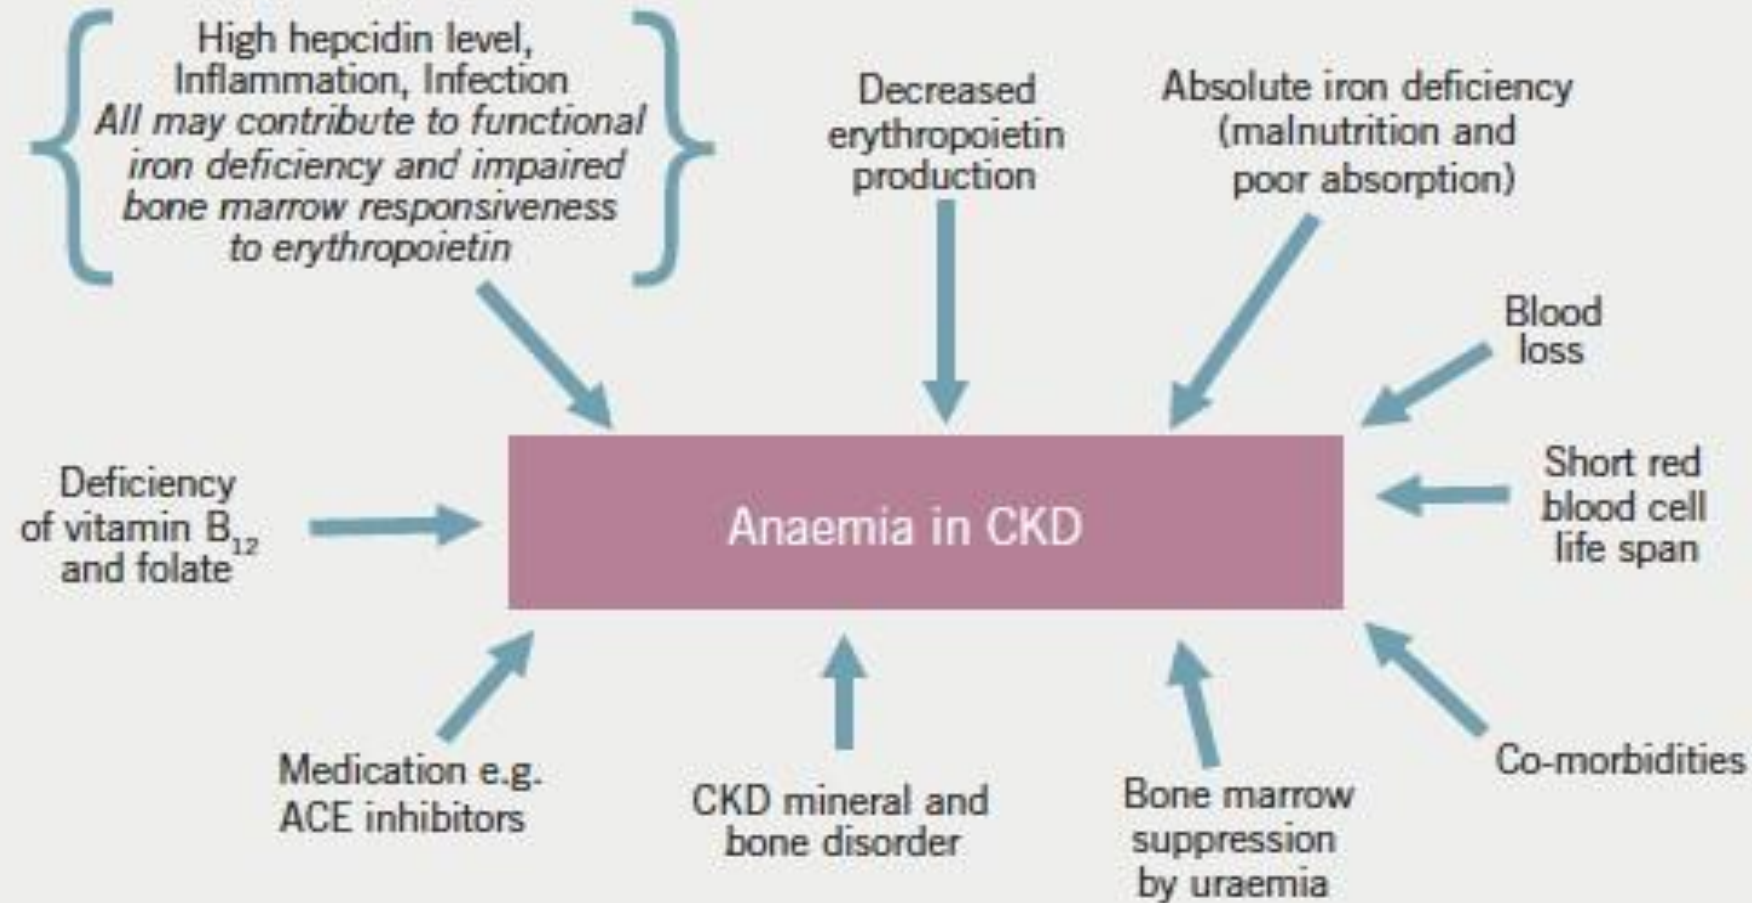 High hepcidin level,
Inflammation, Infection
All may contribute to functional
iron deficiency and impaired
bone marrow responsiveness
to erythropoietin
Decreased
erythropoietin
production
Absolute iron deficiency
(malnutrition and
poor absorption)
Blood
loss
Deficiency
of vitamin B₁₂
and folate
Anaemia in CKD
Short red
blood cell
life span
Medication e.g.
ACE inhibitors
CKD mineral and
bone disorder
Bone marrow
suppression
by uraemia
Co-morbidities